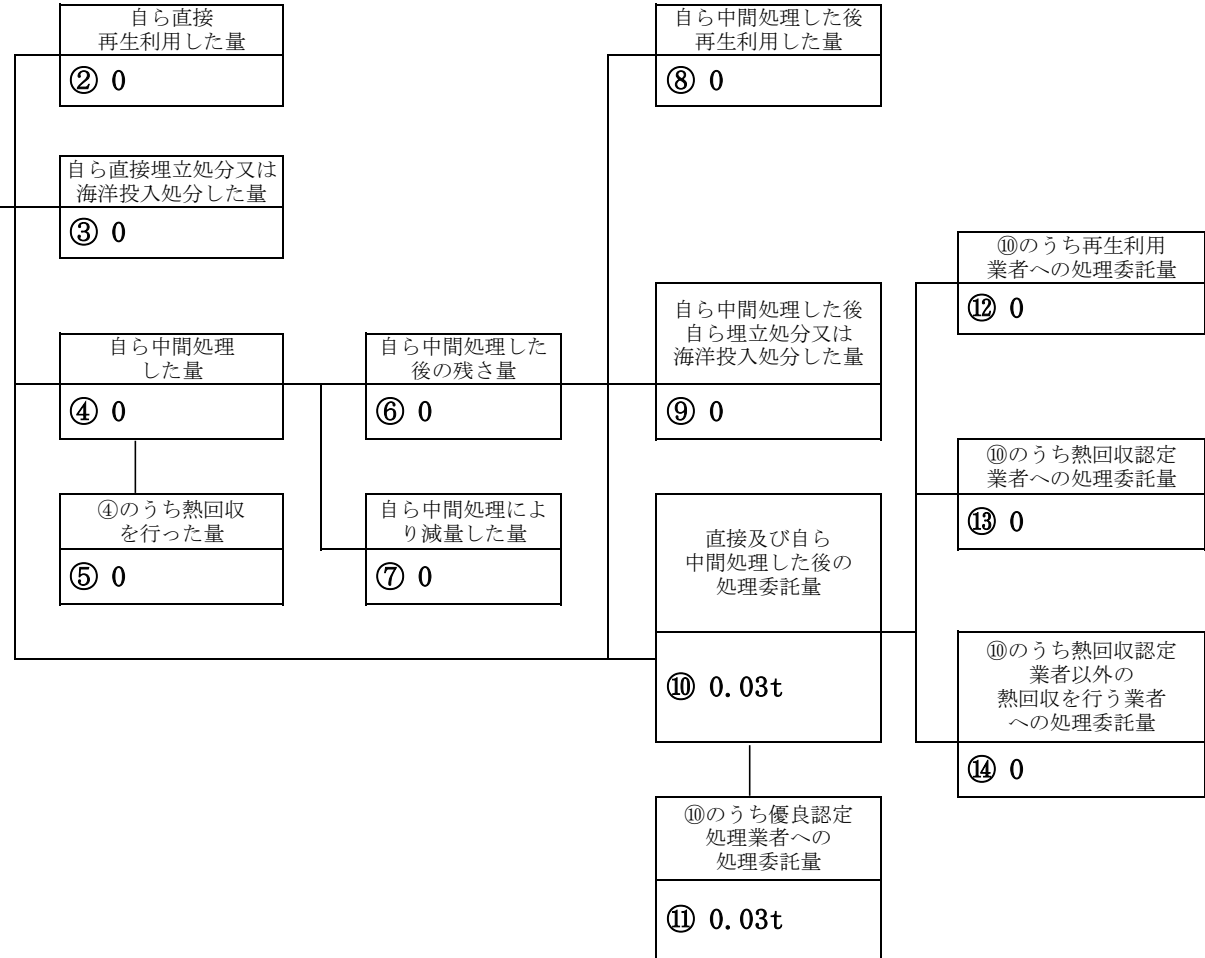 自ら直接
再生利用した量
② 0
自ら中間処理した後
再生利用した量
⑧ 0
自ら直接埋立処分又は
海洋投入処分した量
③ 0
⑩のうち再生利用
業者への処理委託量
⑫ 0
自ら中間処理した後
自ら埋立処分又は
海洋投入処分した量
⑨ 0
自ら中間処理
した量
④ 0
自ら中間処理した
後の残さ量
⑥ 0
⑩のうち熱回収認定
業者への処理委託量
⑬ 0
④のうち熱回収
を行った量
⑤ 0
自ら中間処理によ
り減量した量
⑦ 0
直接及び自ら
中間処理した後の
処理委託量
⑩ 0.03t
⑩のうち熱回収認定
業者以外の
熱回収を行う業者
への処理委託量
⑭ 0
⑩のうち優良認定
処理業者への
処理委託量
⑪ 0.03t